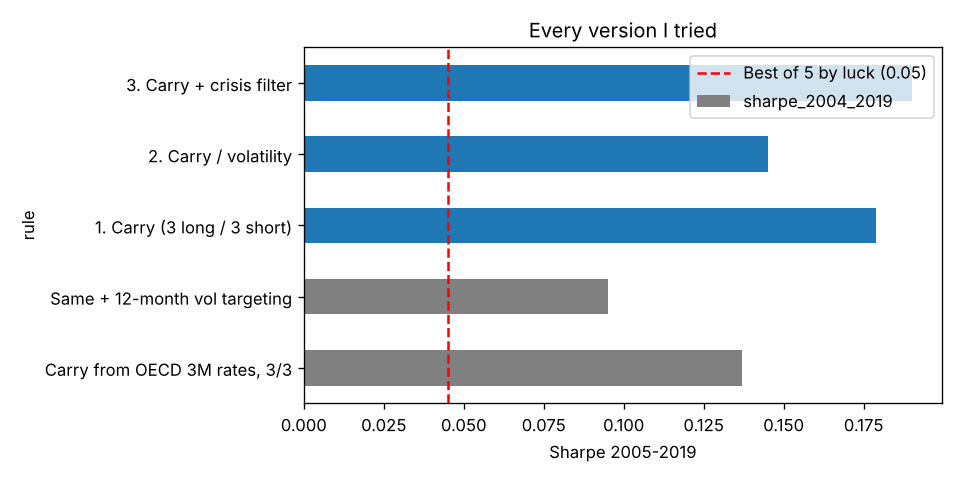 Every version I tried
Best of 5 by luck (0.05)
sharpe_2004_2019
3. Carry + crisis filter
2. Carry / volatility
1. Carry (3 long / 3 short)
Same + 12-month vol targeting
Carry from OECD 3M rates, 3/3
rule
0.000 0.025 0.050 0.075 0.100 0.125 0.150 0.175
Sharpe 2005-2019